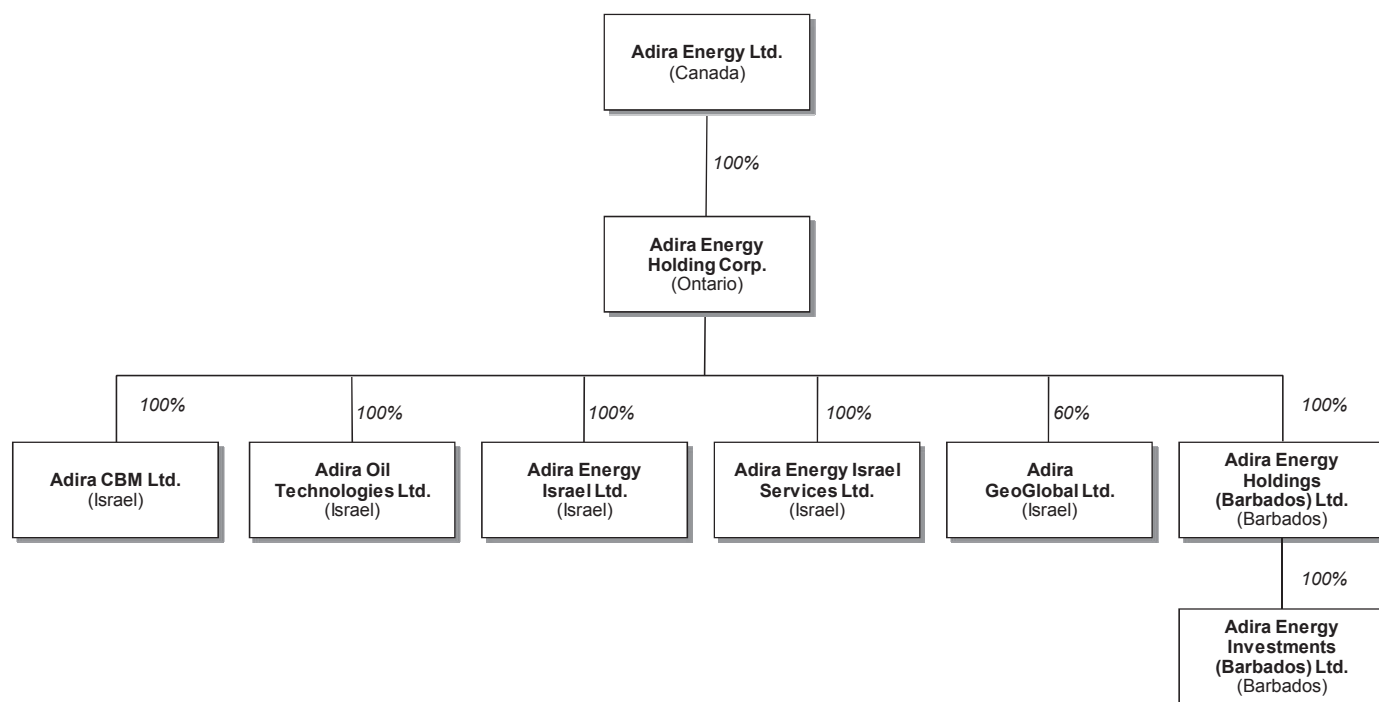 Adira Energy Ltd.
(Canada)
100%
Adira Energy
Holding Corp.
(Ontario)
100%
100%
100%
100%
60%
100%
Adira CBM Ltd.
(Israel)
Adira Oil
Technologies Ltd.
(Israel)
Adira Energy
Israel Ltd.
(Israel)
Adira Energy Israel
Services Ltd.
(Israel)
Adira
GeoGlobal Ltd.
(Israel)
Adira Energy
Holdings
(Barbados) Ltd.
(Barbados)
100%
Adira Energy
Investments
(Barbados) Ltd.
(Barbados)